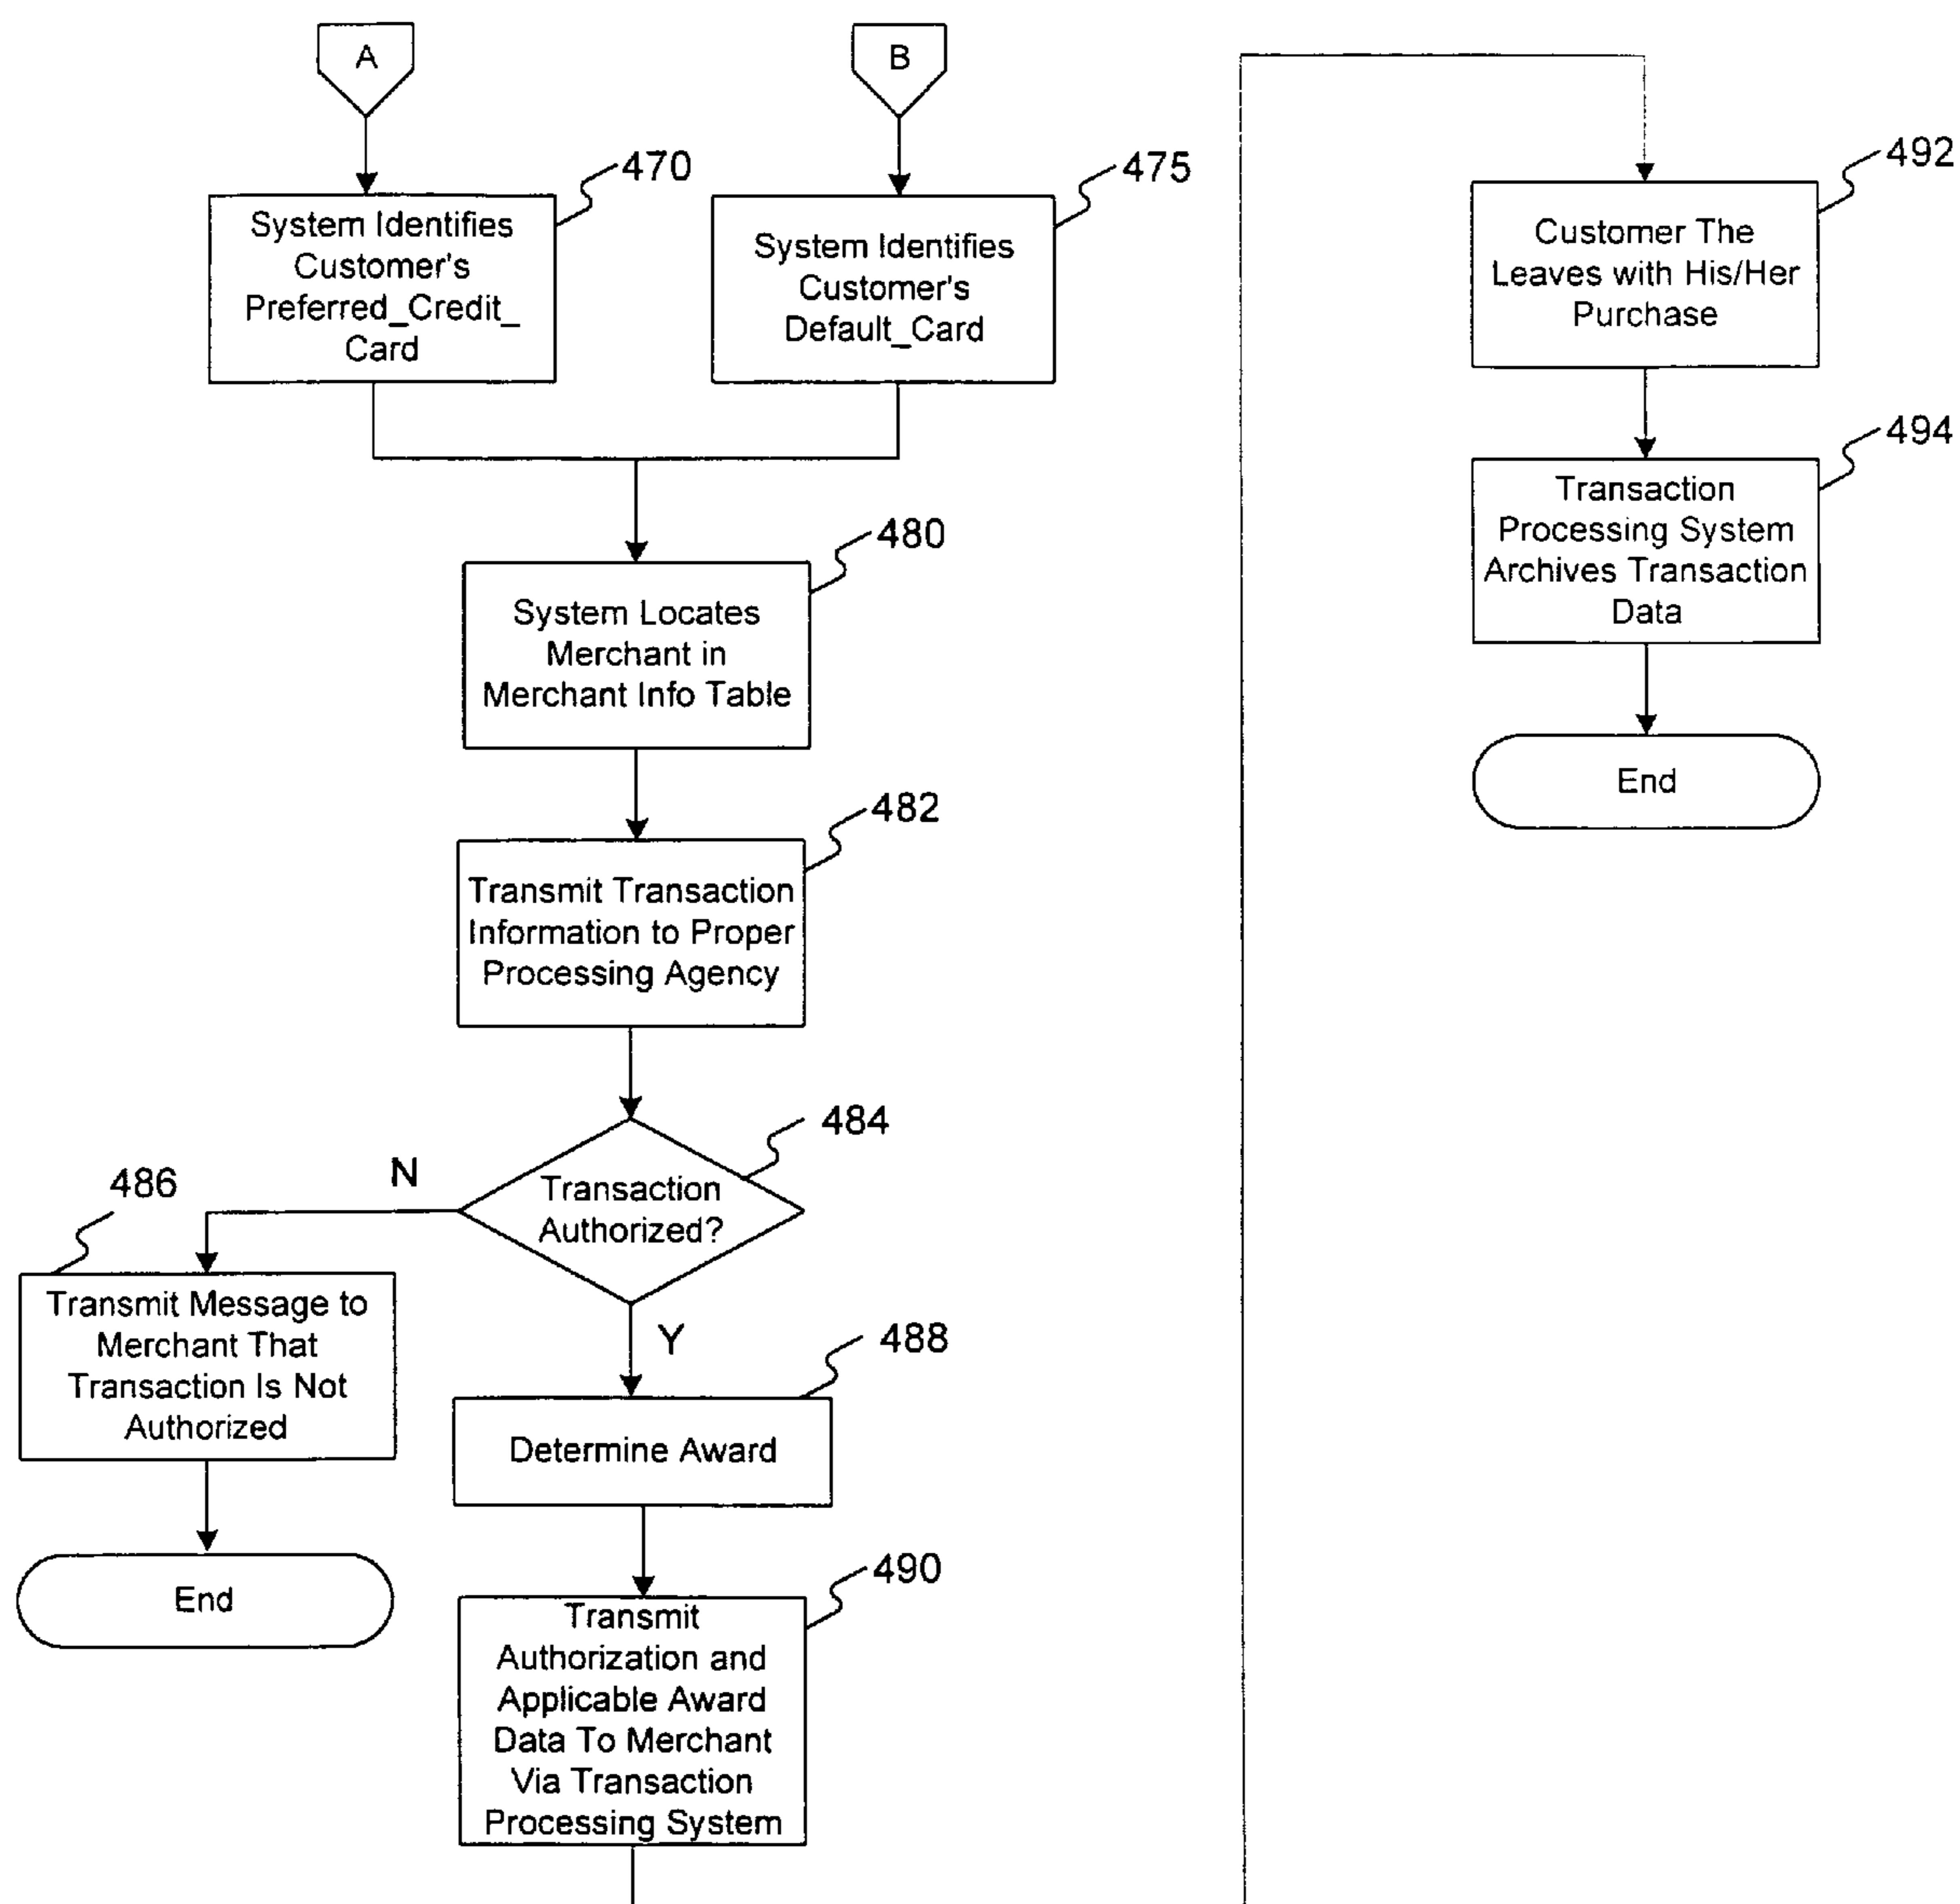 A
B
470
System Identifies
Customer's
Preferred_Credit_
Card
475
System Identifies
Customer's
Default_Card
480
System Locates
Merchant in
Merchant Info Table
482
Transmit Transaction
Information to Proper
Processing Agency
484
Transaction
Authorized?
N
486
Transmit Message to
Merchant That
Transaction Is Not
Authorized
End
Y
488
Determine Award
490
Transmit
Authorization and
Applicable Award
Data To Merchant
Via Transaction
Processing System
492
Customer The
Leaves with His/Her
Purchase
494
Transaction
Processing System
Archives Transaction
Data
End